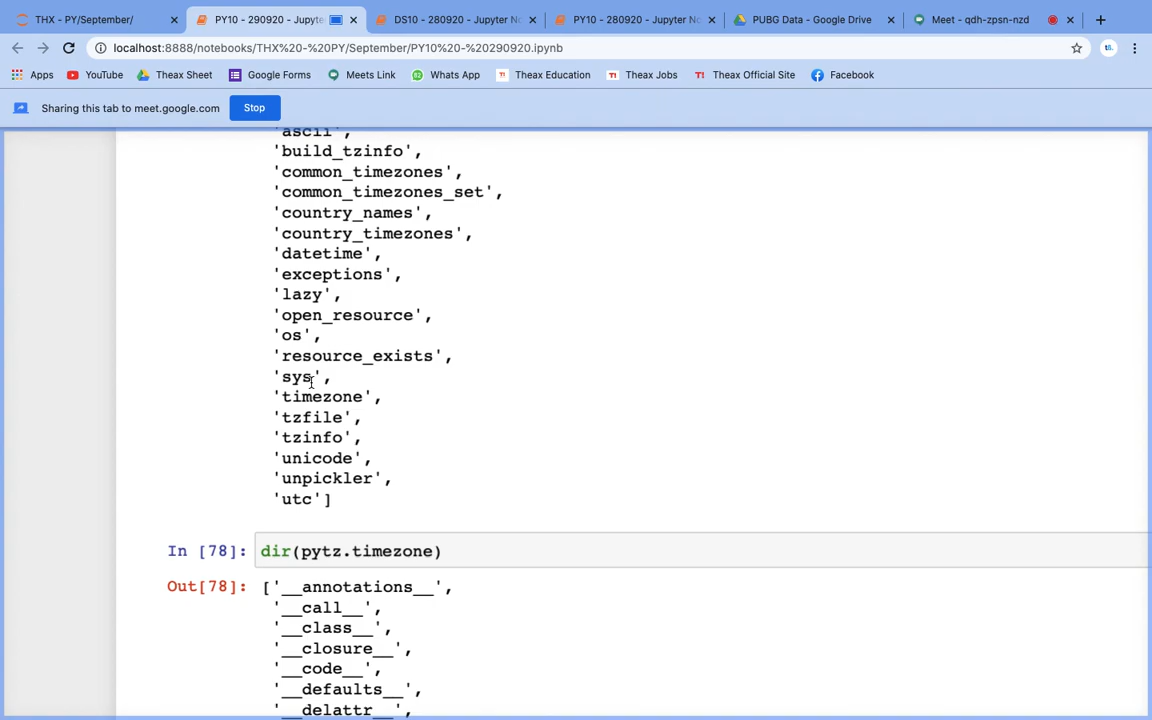 THX - PY/September/
PY10 - 290920 - Jupyte
DS10 - 280920 - Jupyter No
PY10 - 280920 - Jupyter No
PUBG Data - Google Drive
Meet - qdh-zpsn-nzd
localhost:8888/notebooks/THX%20-%20PY/September/PY10%20-%20290920.ipynb
Apps YouTube Theax Sheet Google Forms Meets Link Whats App Theax Education Theax Jobs Theax Official Site Facebook
Sharing this tab to meet.google.com Stop
'ascii',
'build_tzinfo',
'common_timezones',
'common_timezones_set',
'country_names',
'country_timezones',
'datetime',
'exceptions',
'lazy',
'open_resource',
'os',
'resource_exists',
'sys',
'timezone',
'tzfile',
'tzinfo',
'unicode',
'unpickler',
'utc']
In [78]: dir(pytz.timezone)
Out[78]: ['__annotations__',
'__call__',
'__class__',
'__closure__',
'__code__',
'__defaults__',
'__delattr__',